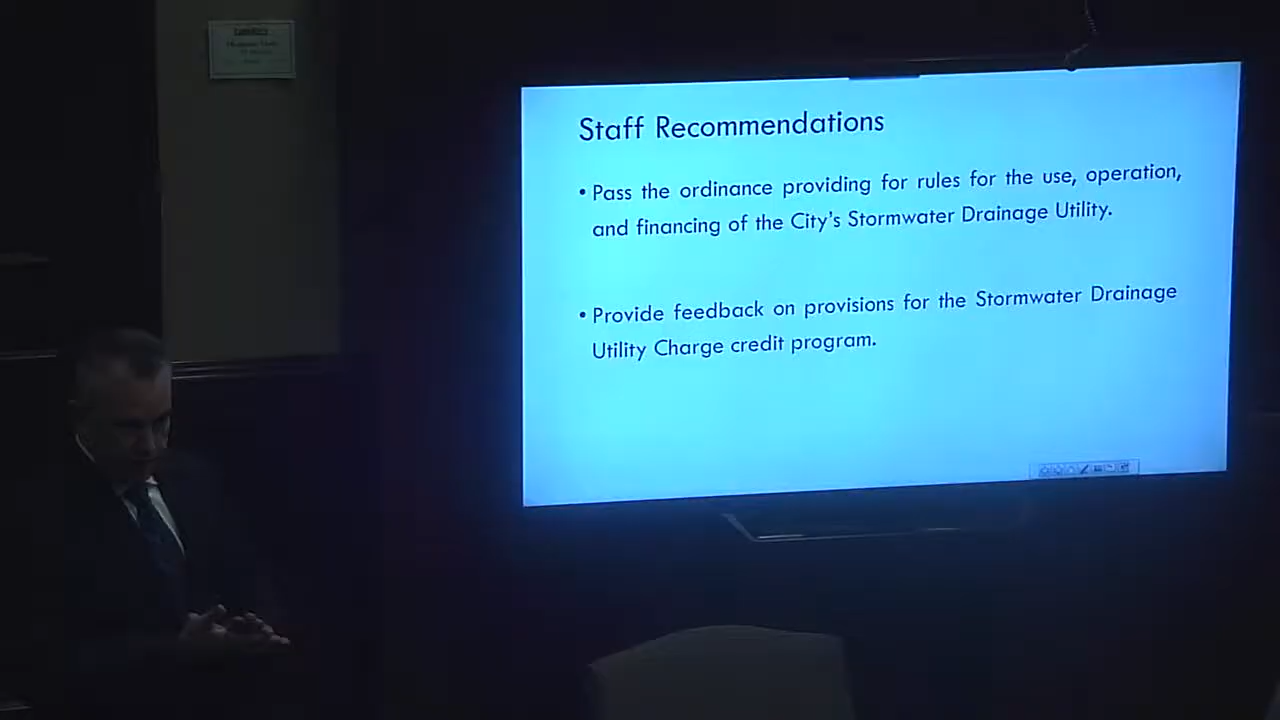 Staff Recommendations
• Pass the ordinance providing for rules for the use, operation,
and financing of the City's Stormwater Drainage Utility.
• Provide feedback on provisions for the Stormwater Drainage
Utility Charge credit program.